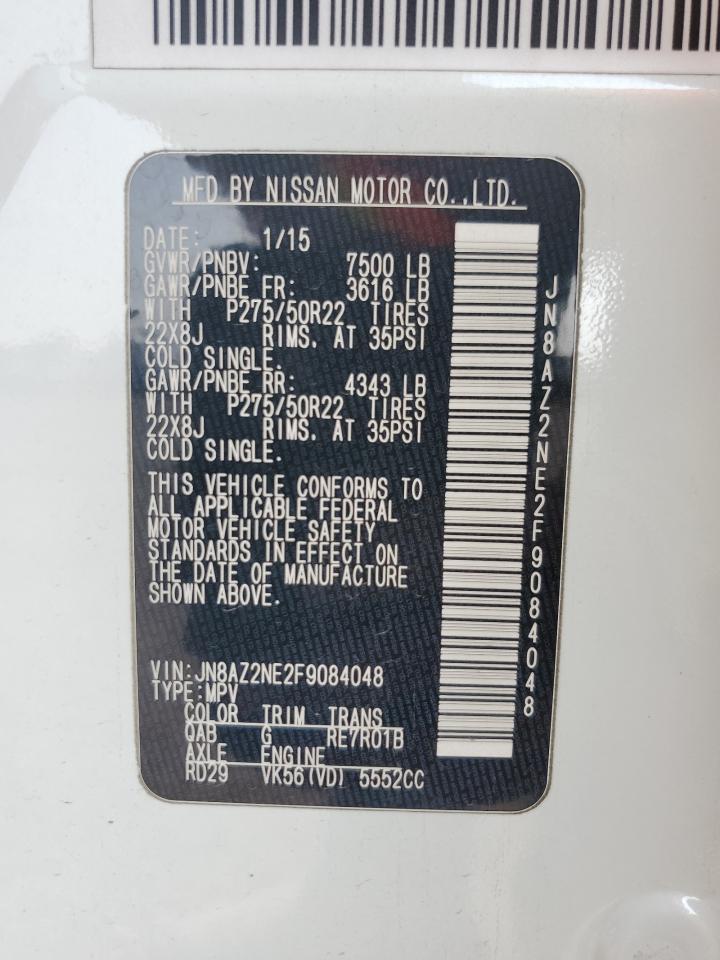 MFD BY NISSAN MOTOR CO.,LTD.
DATE: 1/15
GVWR/PNBV: 7500 LB
GAWR/PNBE FR: 3616 LB
WITH P275/50R22 TIRES
22X8J RIMS. AT 35PSI
COLD SINGLE.
GAWR/PNBE RR: 4343 LB
WITH P275/50R22 TIRES
22X8J RIMS. AT 35PSI
COLD SINGLE.
THIS VEHICLE CONFORMS TO
ALL APPLICABLE FEDERAL
MOTOR VEHICLE SAFETY
STANDARDS IN EFFECT ON
THE DATE OF MANUFACTURE
SHOWN ABOVE.
VIN:JN8AZ2NE2F9084048
TYPE:MPV
COLOR TRIM TRANS
QAB G RE7R01B
AXLE ENGINE
RD29 VK56(VD) 5552CC
JN8AZ2NE2F9084048